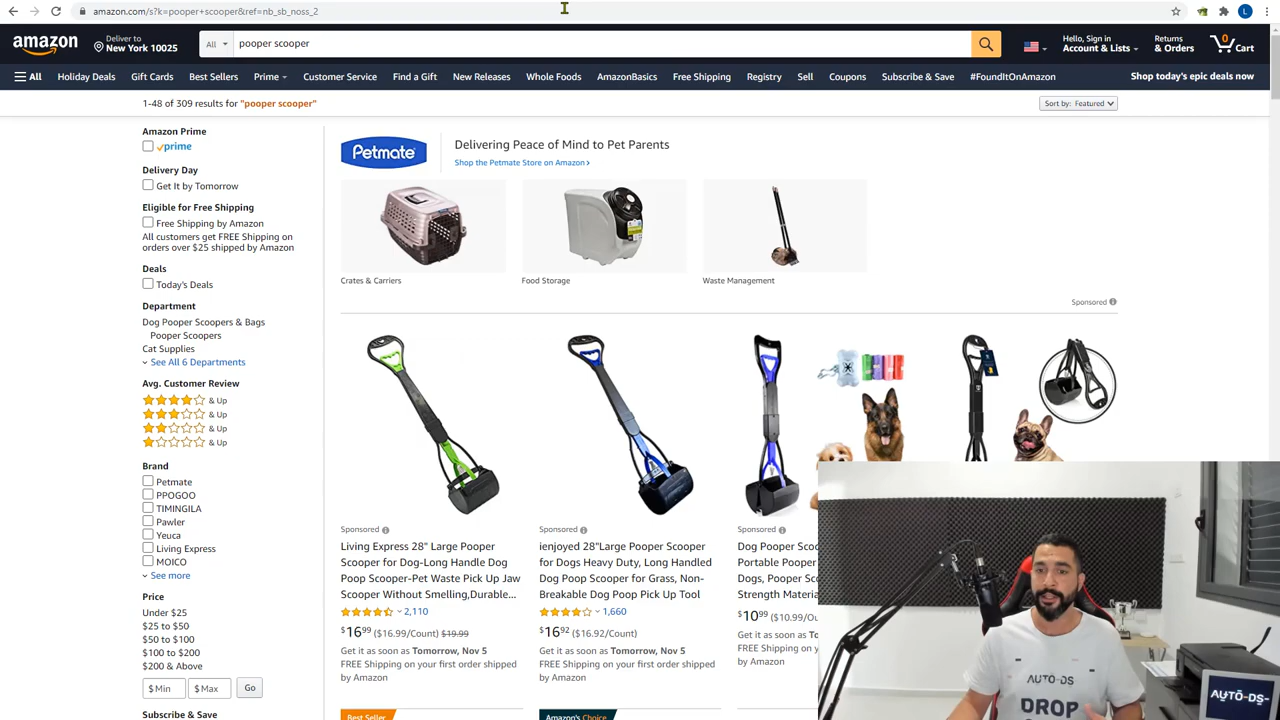 amazon.com/s?k=pooper+scooper&ref=nb_sb_noss_2
L
amazon
Deliver to
New York 10025
All
pooper scooper
Hello, Sign in
Account & Lists
Returns
& Orders
0
Cart
All
Holiday Deals
Gift Cards
Best Sellers
Prime
Customer Service
Find a Gift
New Releases
Whole Foods
AmazonBasics
Free Shipping
Registry
Sell
Coupons
Subscribe & Save
#FoundItOnAmazon
Shop today's epic deals now
1-48 of 309 results for "pooper scooper"
Sort by: Featured
Amazon Prime
prime
Delivery Day
Get It by Tomorrow
Eligible for Free Shipping
Free Shipping by Amazon
All customers get FREE Shipping on
orders over $25 shipped by Amazon
Deals
Today's Deals
Department
Dog Pooper Scoopers & Bags
Pooper Scoopers
Cat Supplies
See All 6 Departments
Avg. Customer Review
& Up
& Up
& Up
& Up
Brand
Petmate
PPOGOO
TIMINGILA
Pawler
Yeuca
Living Express
MOICO
See more
Price
Under $25
$25 to $50
$50 to $100
$100 to $200
$200 & Above
$ Min
$ Max
Go
Subscribe & Save
Petmate
Delivering Peace of Mind to Pet Parents
Shop the Petmate Store on Amazon ›
Crates & Carriers
Food Storage
Waste Management
Sponsored
Sponsored
Living Express 28" Large Pooper
Scooper for Dog-Long Handle Dog
Poop Scooper-Pet Waste Pick Up Jaw
Scooper Without Smelling,Durable...
2,110
$16 99 ($16.99/Count) $19.99
Get it as soon as Tomorrow, Nov 5
FREE Shipping on your first order shipped
by Amazon
Best Seller
Sponsored
ienjoyed 28"Large Pooper Scooper
for Dogs Heavy Duty, Long Handled
Dog Poop Scooper for Grass, Non-
Breakable Dog Poop Pick Up Tool
1,660
$16 92 ($16.92/Count)
Get it as soon as Tomorrow, Nov 5
FREE Shipping on your first order shipped
by Amazon
Amazon's Choice
Sponsored
Dog Pooper Sco
Portable Pooper
Dogs, Pooper Sc
Strength Materia
$10 99 ($10.99/Ou
Get it as soon as To
FREE Shipping on yo
by Amazon
AUTO-DS
DROP
AUTO-DS